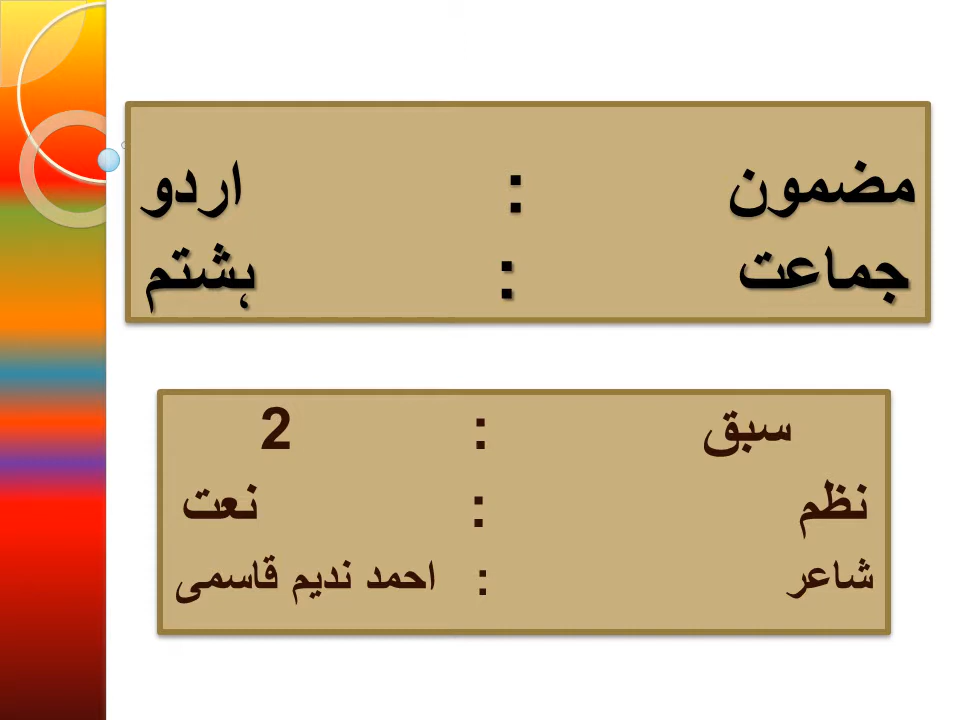 مضمون : اردو
جماعت : ہشتم
سبق : 2
نظم : نعت
شاعر : احمد ندیم قاسمی